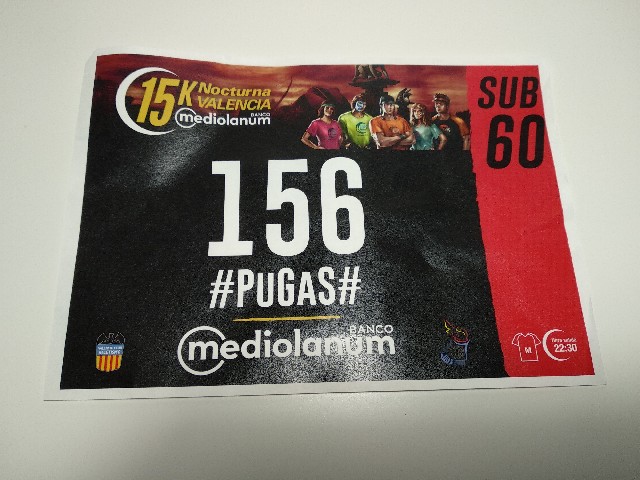 15K Nocturna
VALENCIA
BANCO
mediolanum
SUB
60
156
#PuGAS#
BANCO
mediolanum
M
22:30